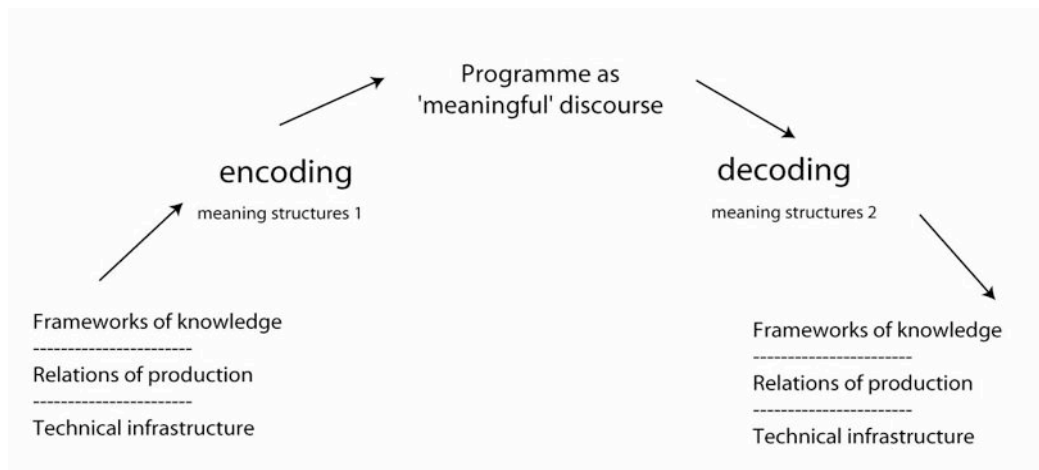 Programme as
'meaningful' discourse
encoding
meaning structures 1
decoding
meaning structures 2
Frameworks of knowledge
-----------------------
Relations of production
-----------------------
Technical infrastructure
Frameworks of knowledge
-----------------------
Relations of production
-----------------------
Technical infrastructure